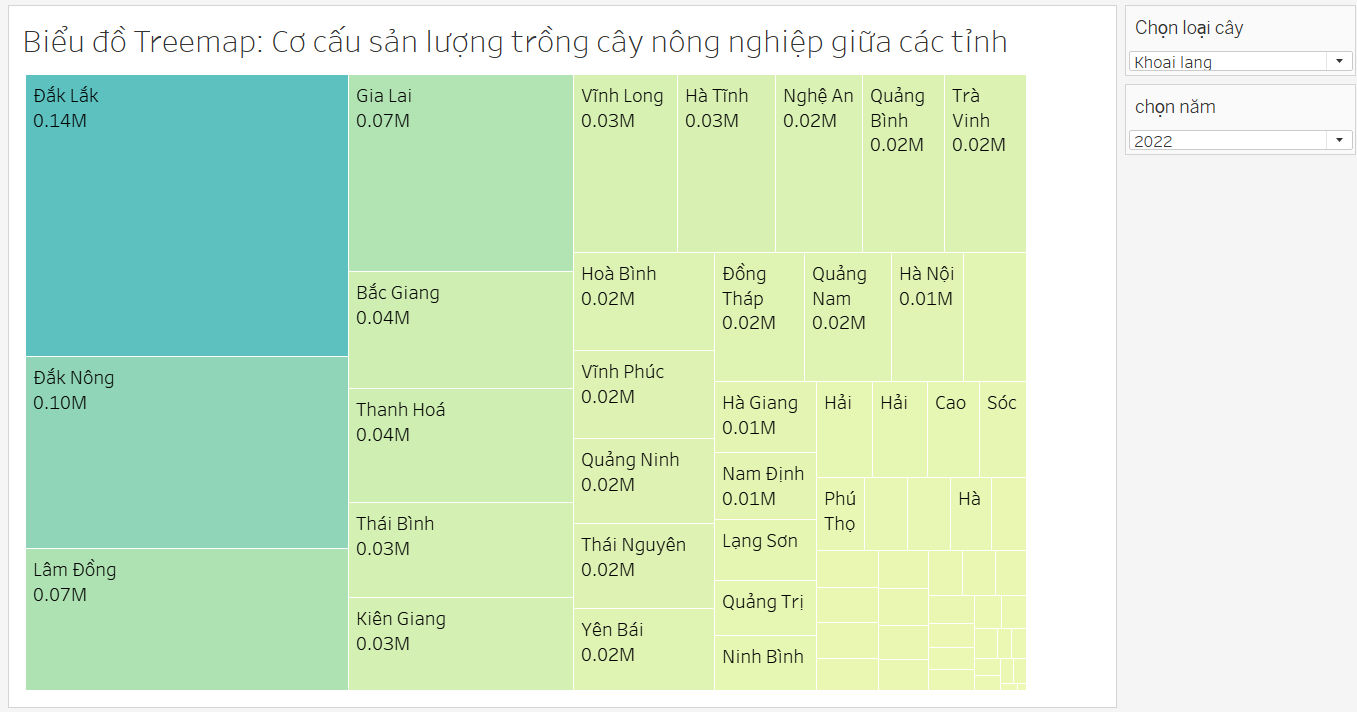 Biểu đồ Treemap: Cơ cấu sản lượng trồng cây nông nghiệp giữa các tỉnh
Chọn loại cây
Khoai lang
chọn năm
2022
Đắk Lắk
0.14M
Đắk Nông
0.10M
Lâm Đồng
0.07M
Gia Lai
0.07M
Bắc Giang
0.04M
Thanh Hoá
0.04M
Thái Bình
0.03M
Kiên Giang
0.03M
Vĩnh Long
0.03M
Hà Tĩnh
0.03M
Nghệ An
0.02M
Quảng
Bình
0.02M
Trà
Vinh
0.02M
Hoà Bình
0.02M
Vĩnh Phúc
0.02M
Quảng Ninh
0.02M
Thái Nguyên
0.02M
Yên Bái
0.02M
Đồng
Tháp
0.02M
Quảng
Nam
0.02M
Hà Nội
0.01M
Hà Giang
0.01M
Nam Định
0.01M
Lạng Sơn
Quảng Trị
Ninh Bình
Hải
Hải
Cao
Sóc
Phú
Thọ
Hà